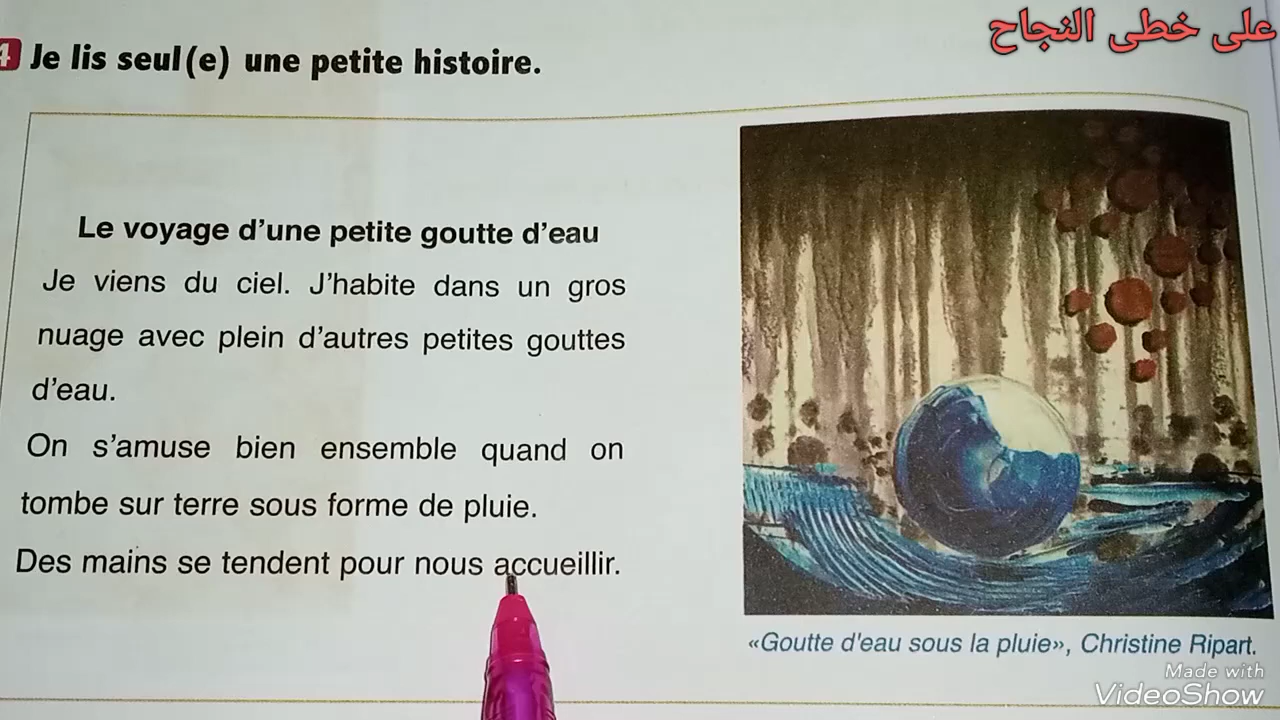 على خطى النجاح
4 Je lis seul(e) une petite histoire.
Le voyage d'une petite goutte d'eau
Je viens du ciel. J'habite dans un gros
nuage avec plein d'autres petites gouttes
d'eau.
On s'amuse bien ensemble quand on
tombe sur terre sous forme de pluie.
Des mains se tendent pour nous accueillir.
«Goutte d'eau sous la pluie», Christine Ripart.
Made with
VideoShow